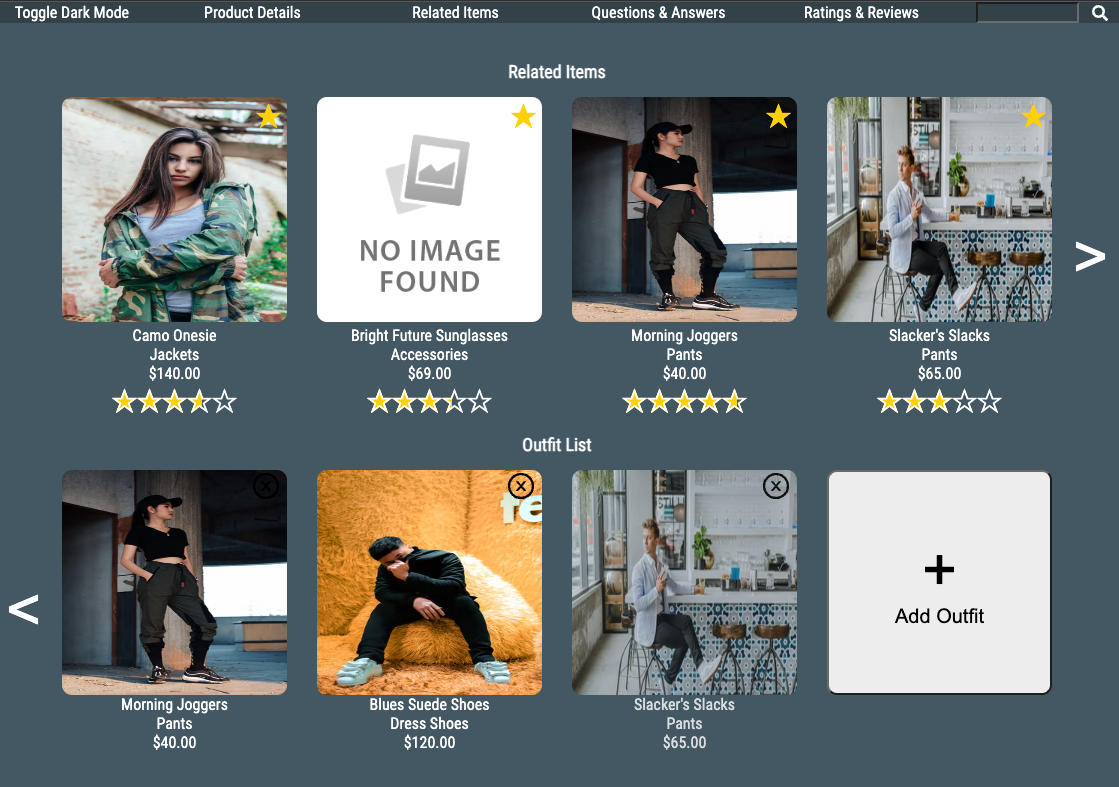 Toggle Dark Mode Product Details Related Items Questions & Answers Ratings & Reviews
Related Items
NO IMAGE
FOUND
>
Camo Onesie
Jackets
$140.00
Bright Future Sunglasses
Accessories
$69.00
Morning Joggers
Pants
$40.00
Slacker's Slacks
Pants
$65.00
Outfit List
<
Morning Joggers
Pants
$40.00
Blues Suede Shoes
Dress Shoes
$120.00
Slacker's Slacks
Pants
$65.00
+
Add Outfit